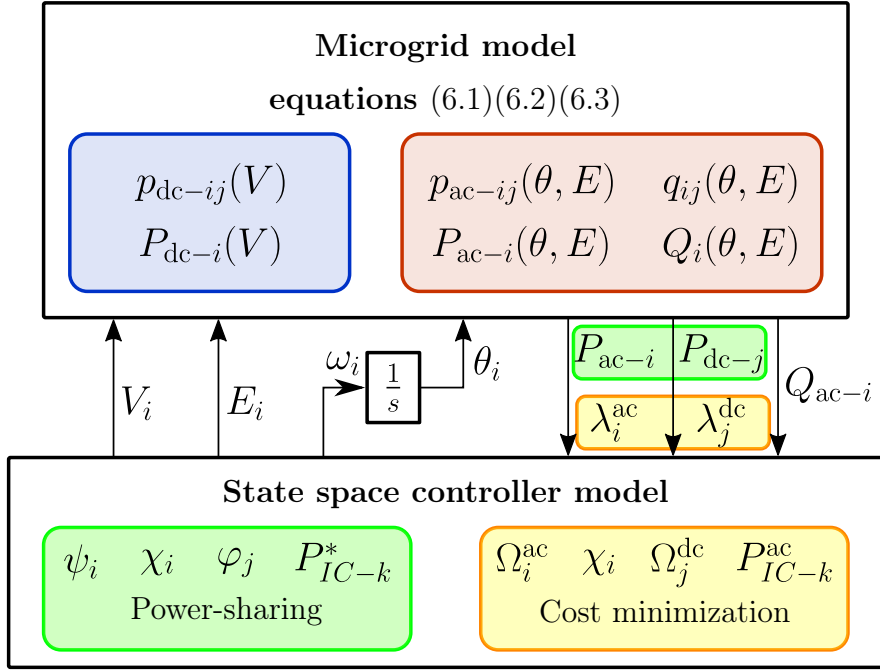 Microgrid model
equations (6.1)(6.2)(6.3)
p_{dc−ij}(V)
P_{dc−i}(V)
p_{ac−ij}(θ, E) q_{ij}(θ, E)
P_{ac−i}(θ, E) Q_i(θ, E)
V_i
E_i
ω_i
1/s
θ_i
P_{ac−i} P_{dc−j}
λ_i^{ac} λ_j^{dc}
Q_{ac−i}
State space controller model
ψ_i χ_i φ_j P^*_{IC−k}
Power-sharing
Ω_i^{ac} χ_i Ω_j^{dc} P^{ac}_{IC−k}
Cost minimization